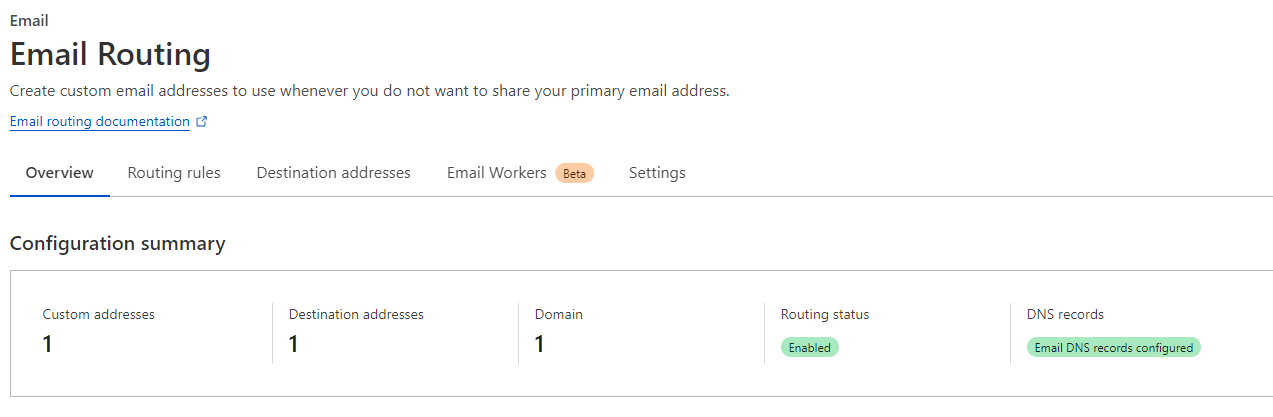 Email
Email Routing
Create custom email addresses to use whenever you do not want to share your primary email address.
Email routing documentation
Overview Routing rules Destination addresses Email Workers Beta Settings
Configuration summary
Custom addresses Destination addresses Domain Routing status DNS records
1 1 1 Enabled Email DNS records configured